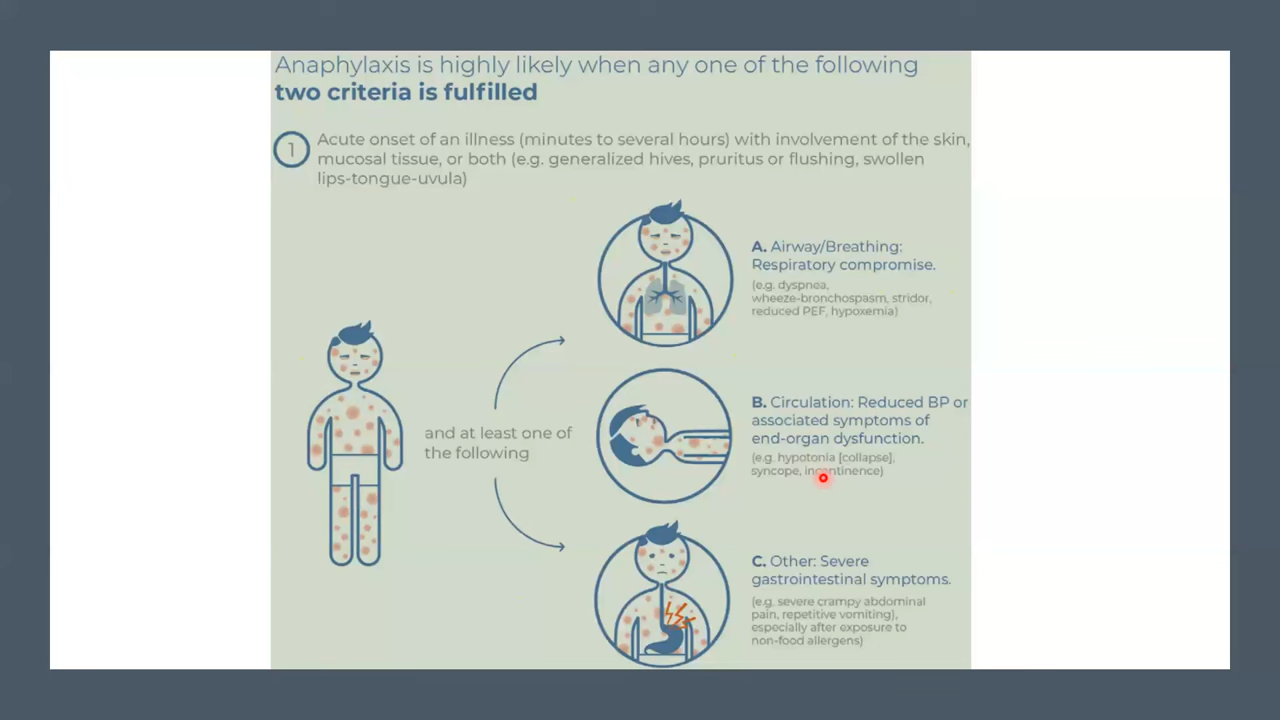 Anaphylaxis is highly likely when any one of the following
two criteria is fulfilled
1
Acute onset of an illness (minutes to several hours) with involvement of the skin,
mucosal tissue, or both (e.g. generalized hives, pruritus or flushing, swollen
lips-tongue-uvula)
and at least one of
the following
A. Airway/Breathing:
Respiratory compromise.
(e.g. dyspnea,
wheeze-bronchospasm, stridor,
reduced PEF, hypoxemia)
B. Circulation: Reduced BP or
associated symptoms of
end-organ dysfunction.
(e.g. hypotonia [collapse],
syncope, incontinence)
C. Other: Severe
gastrointestinal symptoms.
(e.g. severe crampy abdominal
pain, repetitive vomiting),
especially after exposure to
non-food allergens)